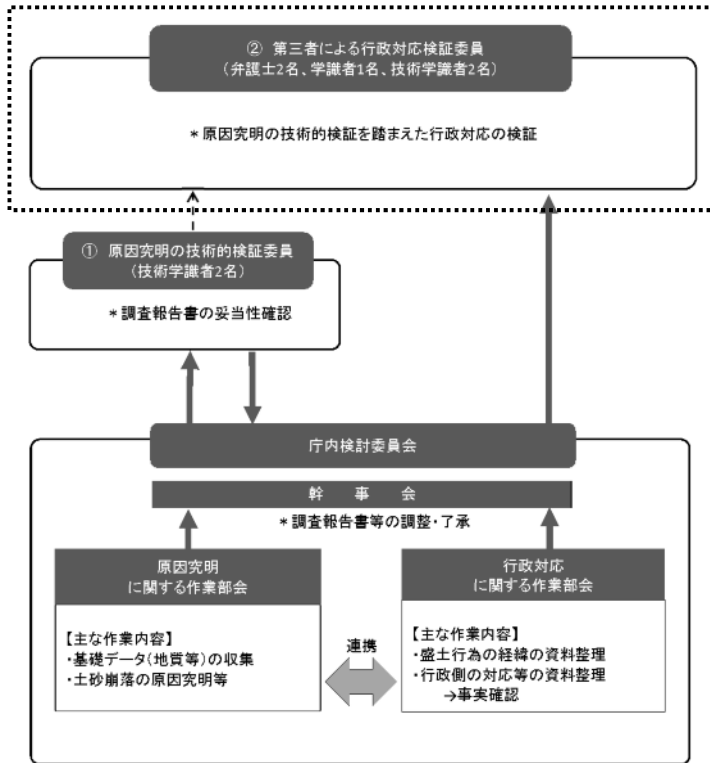 ② 第三者による行政対応検証委員
(弁護士2名、学識者1名、技術学識者2名)
*原因究明の技術的検証を踏まえた行政対応の検証
① 原因究明の技術的検証委員
(技術学識者2名)
*調査報告書の妥当性確認
庁内検討委員会
幹 事 会
*調査報告書等の調整・了承
原因究明
に関する作業部会
【主な作業内容】
・基礎データ(地質等)の収集
・土砂崩落の原因究明等
連携
行政対応
に関する作業部会
【主な作業内容】
・盛土行為の経緯の資料整理
・行政側の対応等の資料整理
→事実確認